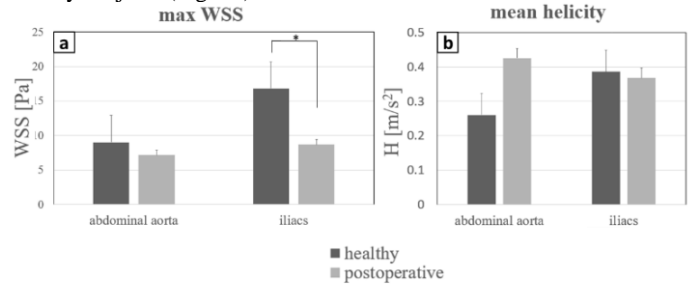 max WSS
mean helicity
a
b
25
20
15
10
5
0
WSS [Pa]
*
abdominal aorta
iliacs
0.5
0.4
0.3
0.2
0.1
0
H [m/s²]
abdominal aorta
iliacs
healthy
postoperative